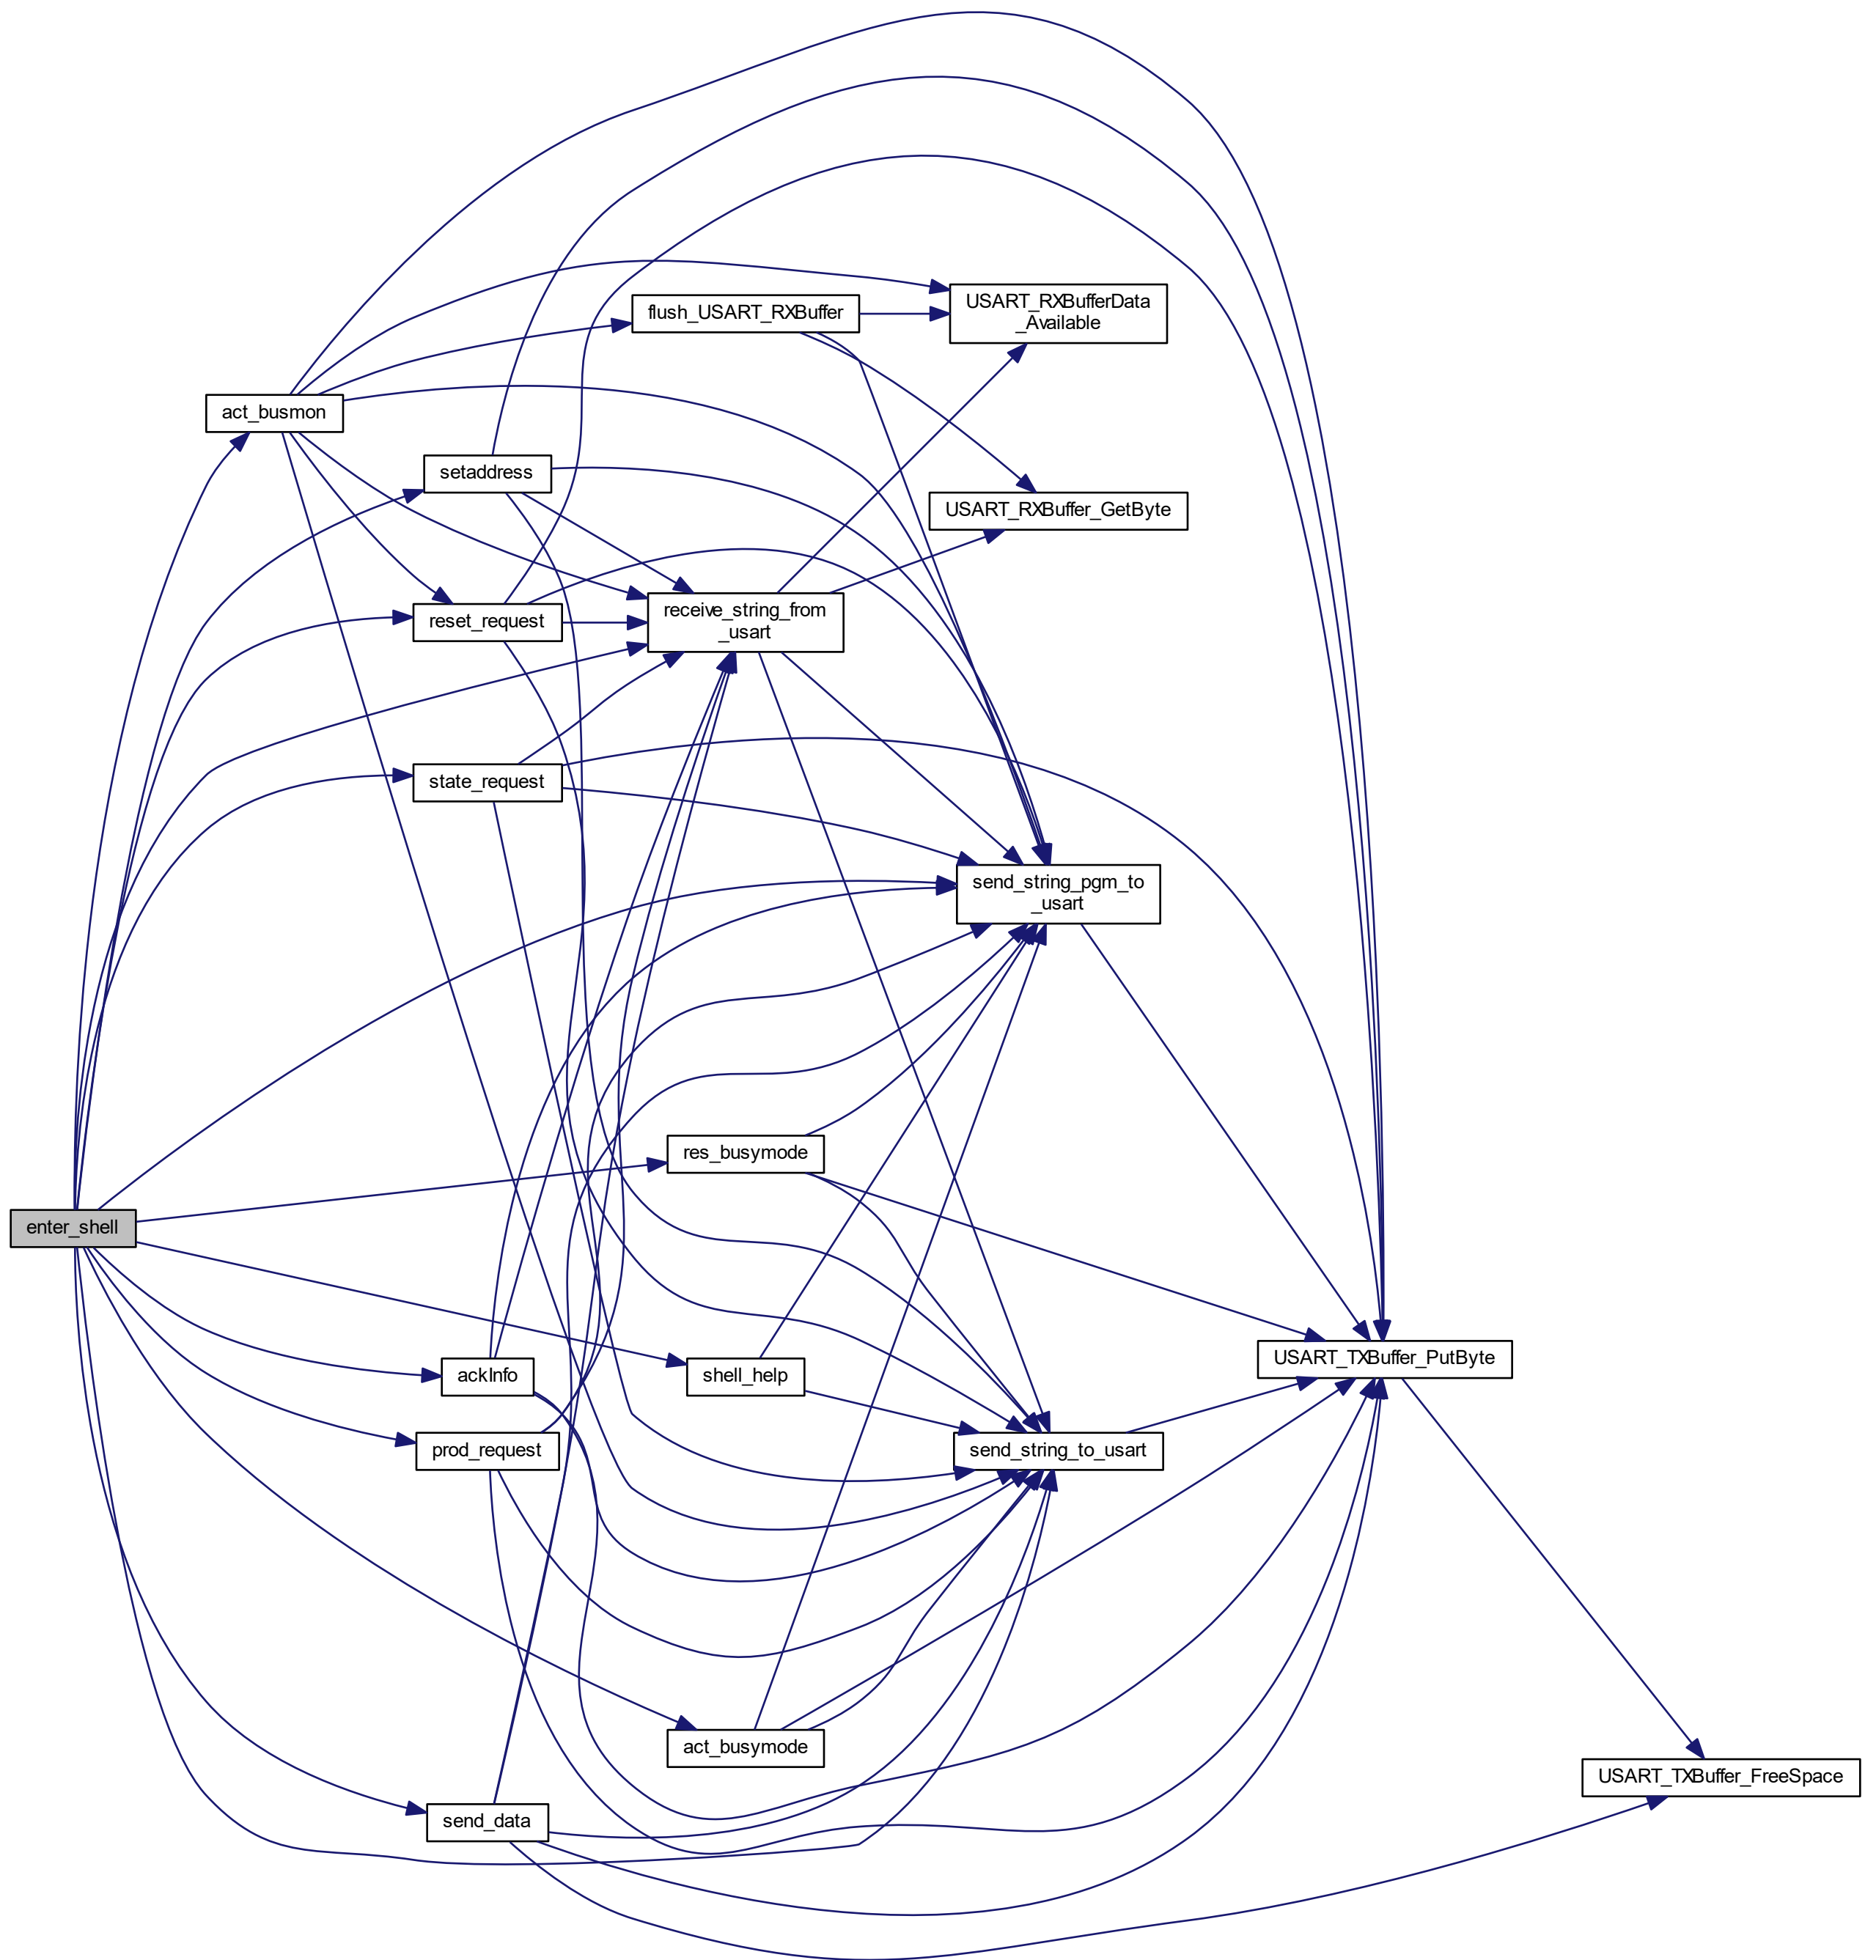 flush_USART_RXBuffer
USART_RXBufferData
_Available
act_busmon
setaddress
USART_RXBuffer_GetByte
reset_request
receive_string_from
_usart
state_request
send_string_pgm_to
_usart
res_busymode
enter_shell
USART_TXBuffer_PutByte
ackInfo
shell_help
prod_request
send_string_to_usart
act_busymode
USART_TXBuffer_FreeSpace
send_data